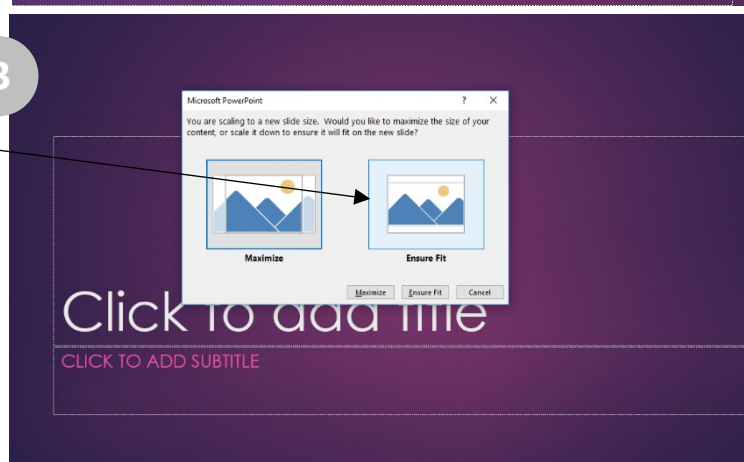 3
Microsoft PowerPoint ? ×
You are scaling to a new slide size. Would you like to maximize the size of your
content, or scale it down to ensure it will fit on the new slide?
Maximize Ensure Fit
Maximize Ensure Fit Cancel
Click to add title
CLICK TO ADD SUBTITLE